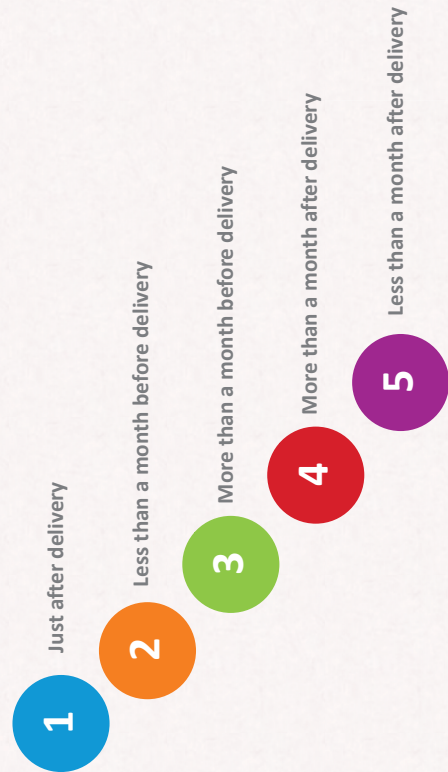 1 Just after delivery
2 Less than a month before delivery
3 More than a month before delivery
4 More than a month after delivery
5 Less than a month after delivery